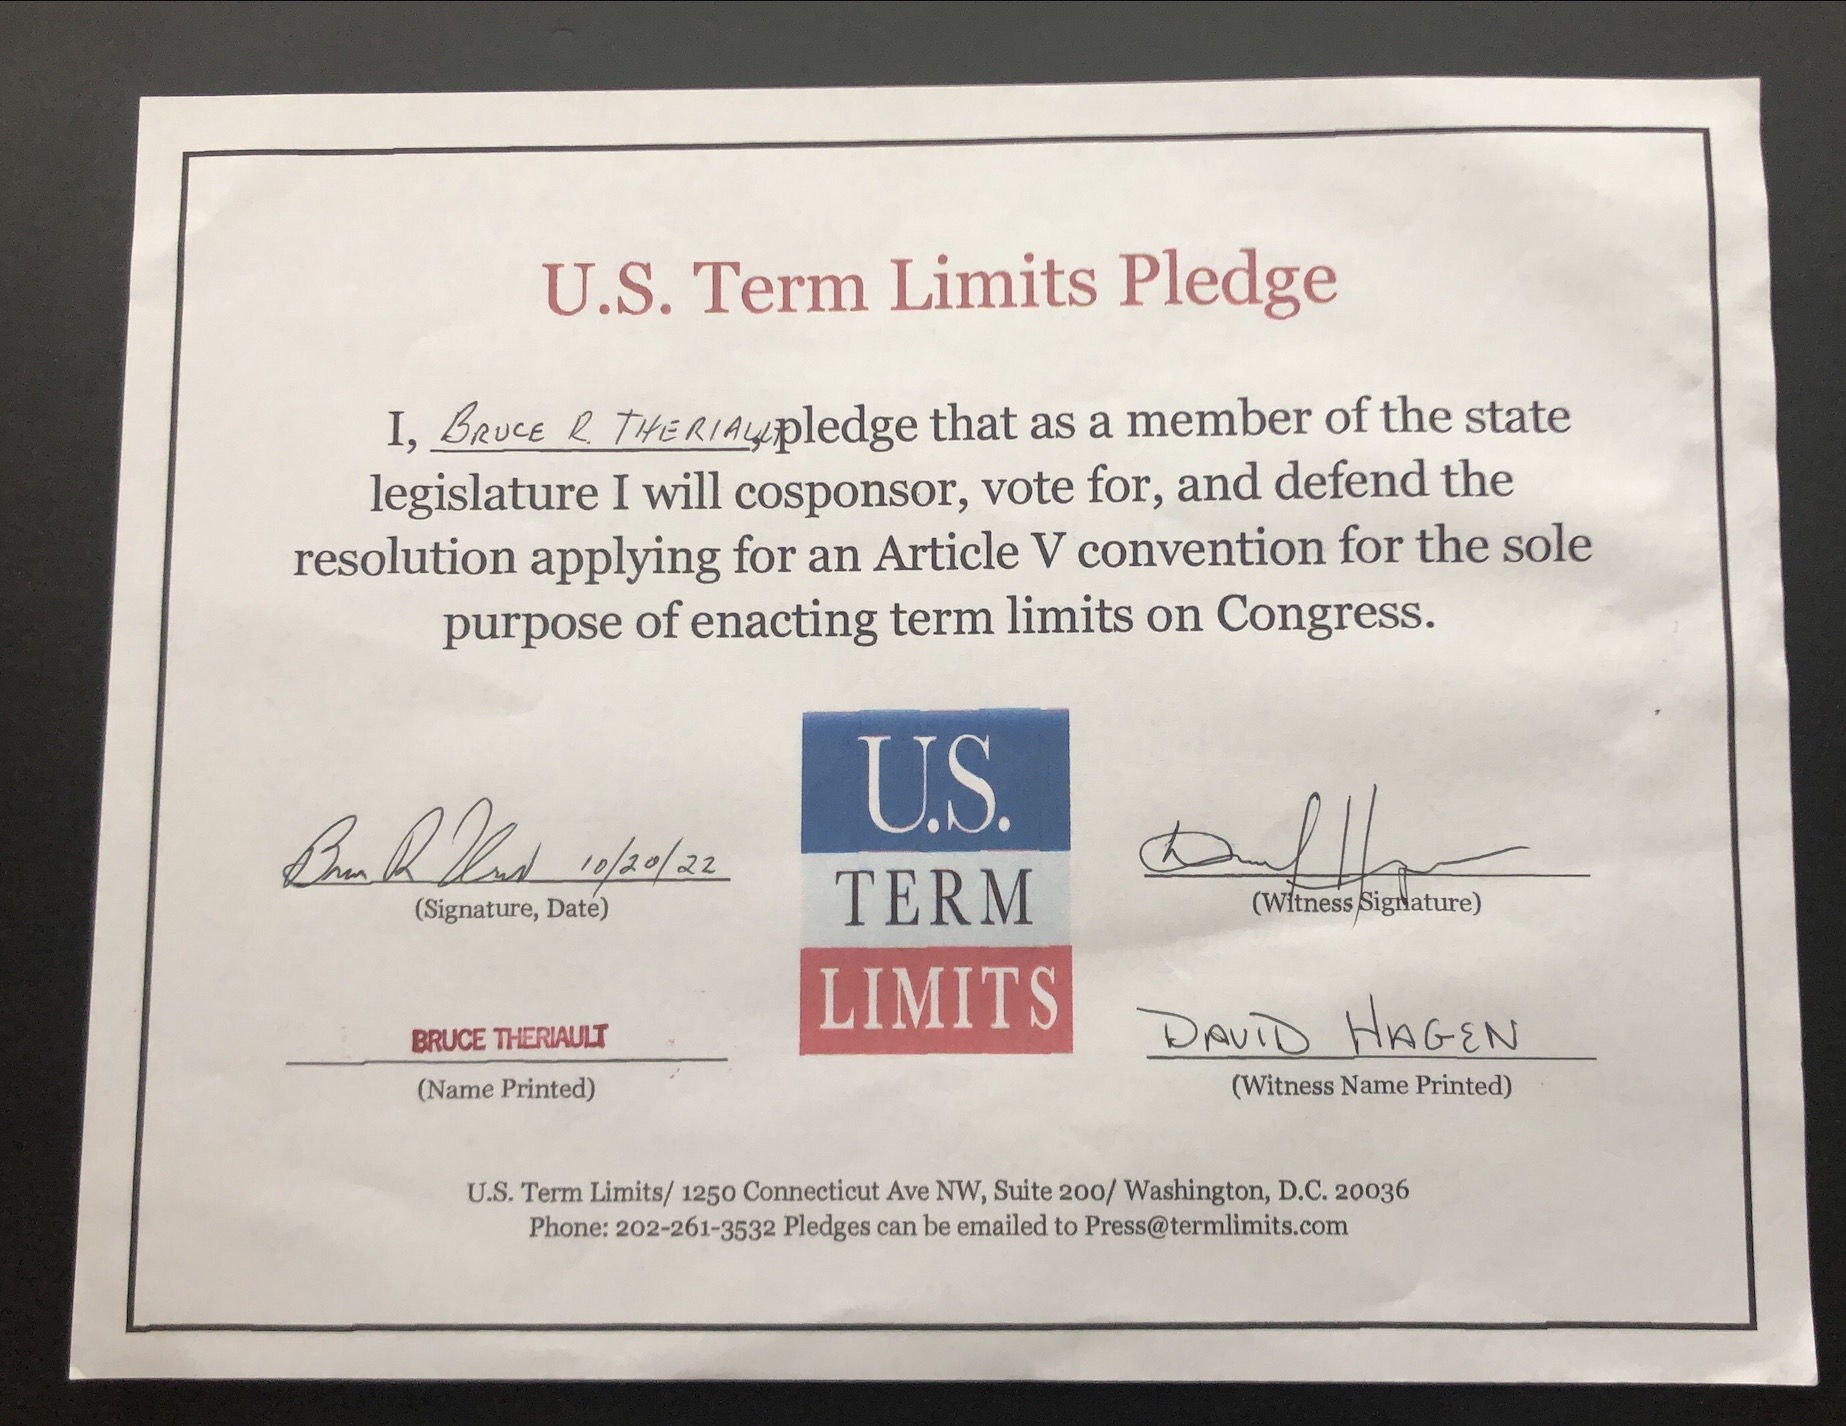 U.S. Term Limits Pledge
I, BRUCE R. THERIAULT pledge that as a member of the state
legislature I will cosponsor, vote for, and defend the
resolution applying for an Article V convention for the sole
purpose of enacting term limits on Congress.
U.S.
TERM
LIMITS
10/20/22
(Signature, Date)
(Witness Signature)
BRUCE THERIAULT
(Name Printed)
DAVID HAGEN
(Witness Name Printed)
U.S. Term Limits/ 1250 Connecticut Ave NW, Suite 200/ Washington, D.C. 20036
Phone: 202-261-3532 Pledges can be emailed to Press@termlimits.com